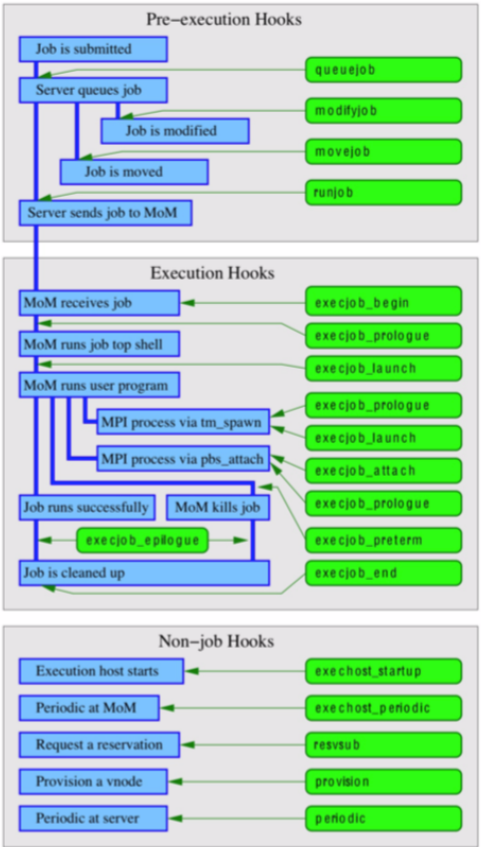 Pre-execution Hooks
Job is submitted
queuejob
Server queues job
modifyjob
Job is modified
movejob
Job is moved
runjob
Server sends job to MoM
Execution Hooks
MoM receives job
execjob_begin
execjob_prologue
MoM runs job top shell
execjob_launch
MoM runs user program
execjob_prologue
MPI process via tm_spawn
execjob_launch
MPI process via pbs_attach
execjob_attach
execjob_prologue
Job runs successfully
MoM kills job
execjob_epilogue
execjob_preterm
Job is cleaned up
execjob_end
Non-job Hooks
Execution host starts
exechost_startup
Periodic at MoM
exechost_periodic
Request a reservation
resvsub
Provision a vnode
provision
Periodic at server
periodic